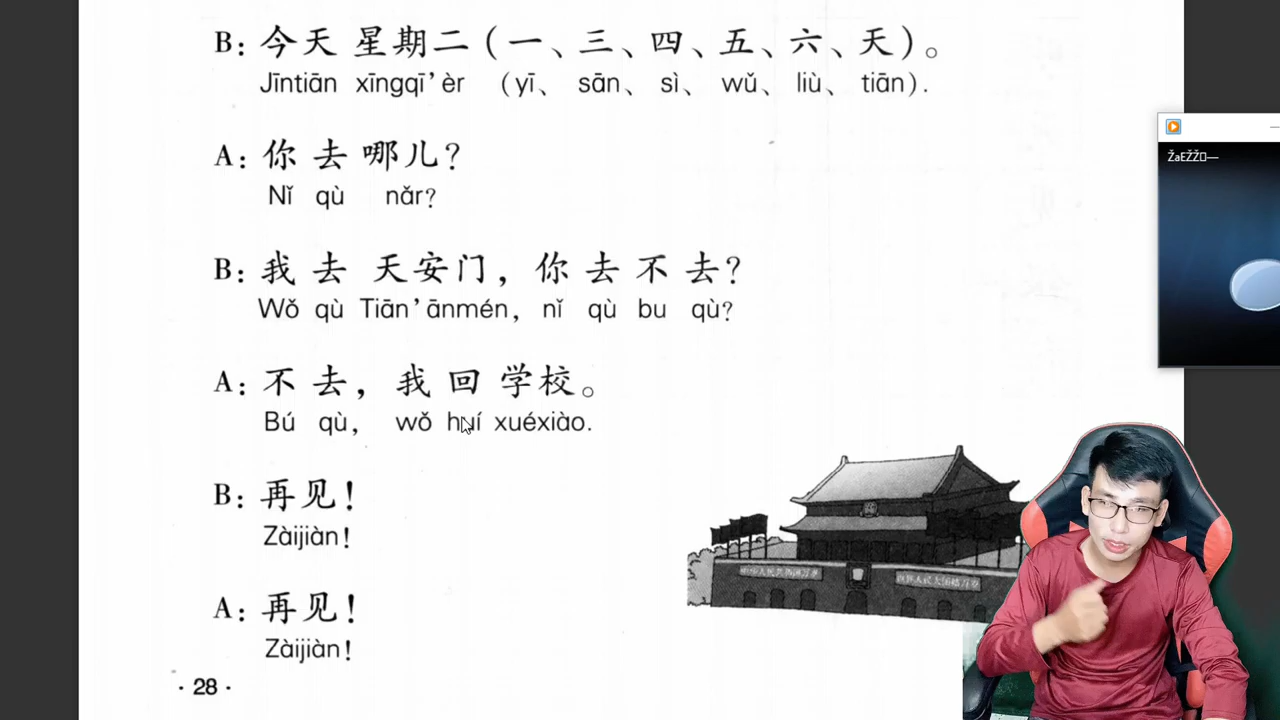 B: 今天 星期二 (一、三、四、五、六、天)。
Jīntiān xīngqī’èr (yī、 sān、 sì、 wǔ、 liù、 tiān).
A: 你 去 哪儿?
Nǐ qù nǎr?
B: 我 去 天安门, 你 去 不 去?
Wǒ qù Tiān’ānmén, nǐ qù bu qù?
A: 不 去, 我 回 学校。
Bú qù, wǒ huí xuéxiào.
B: 再见!
Zàijiàn!
A: 再见!
Zàijiàn!
· 28 ·